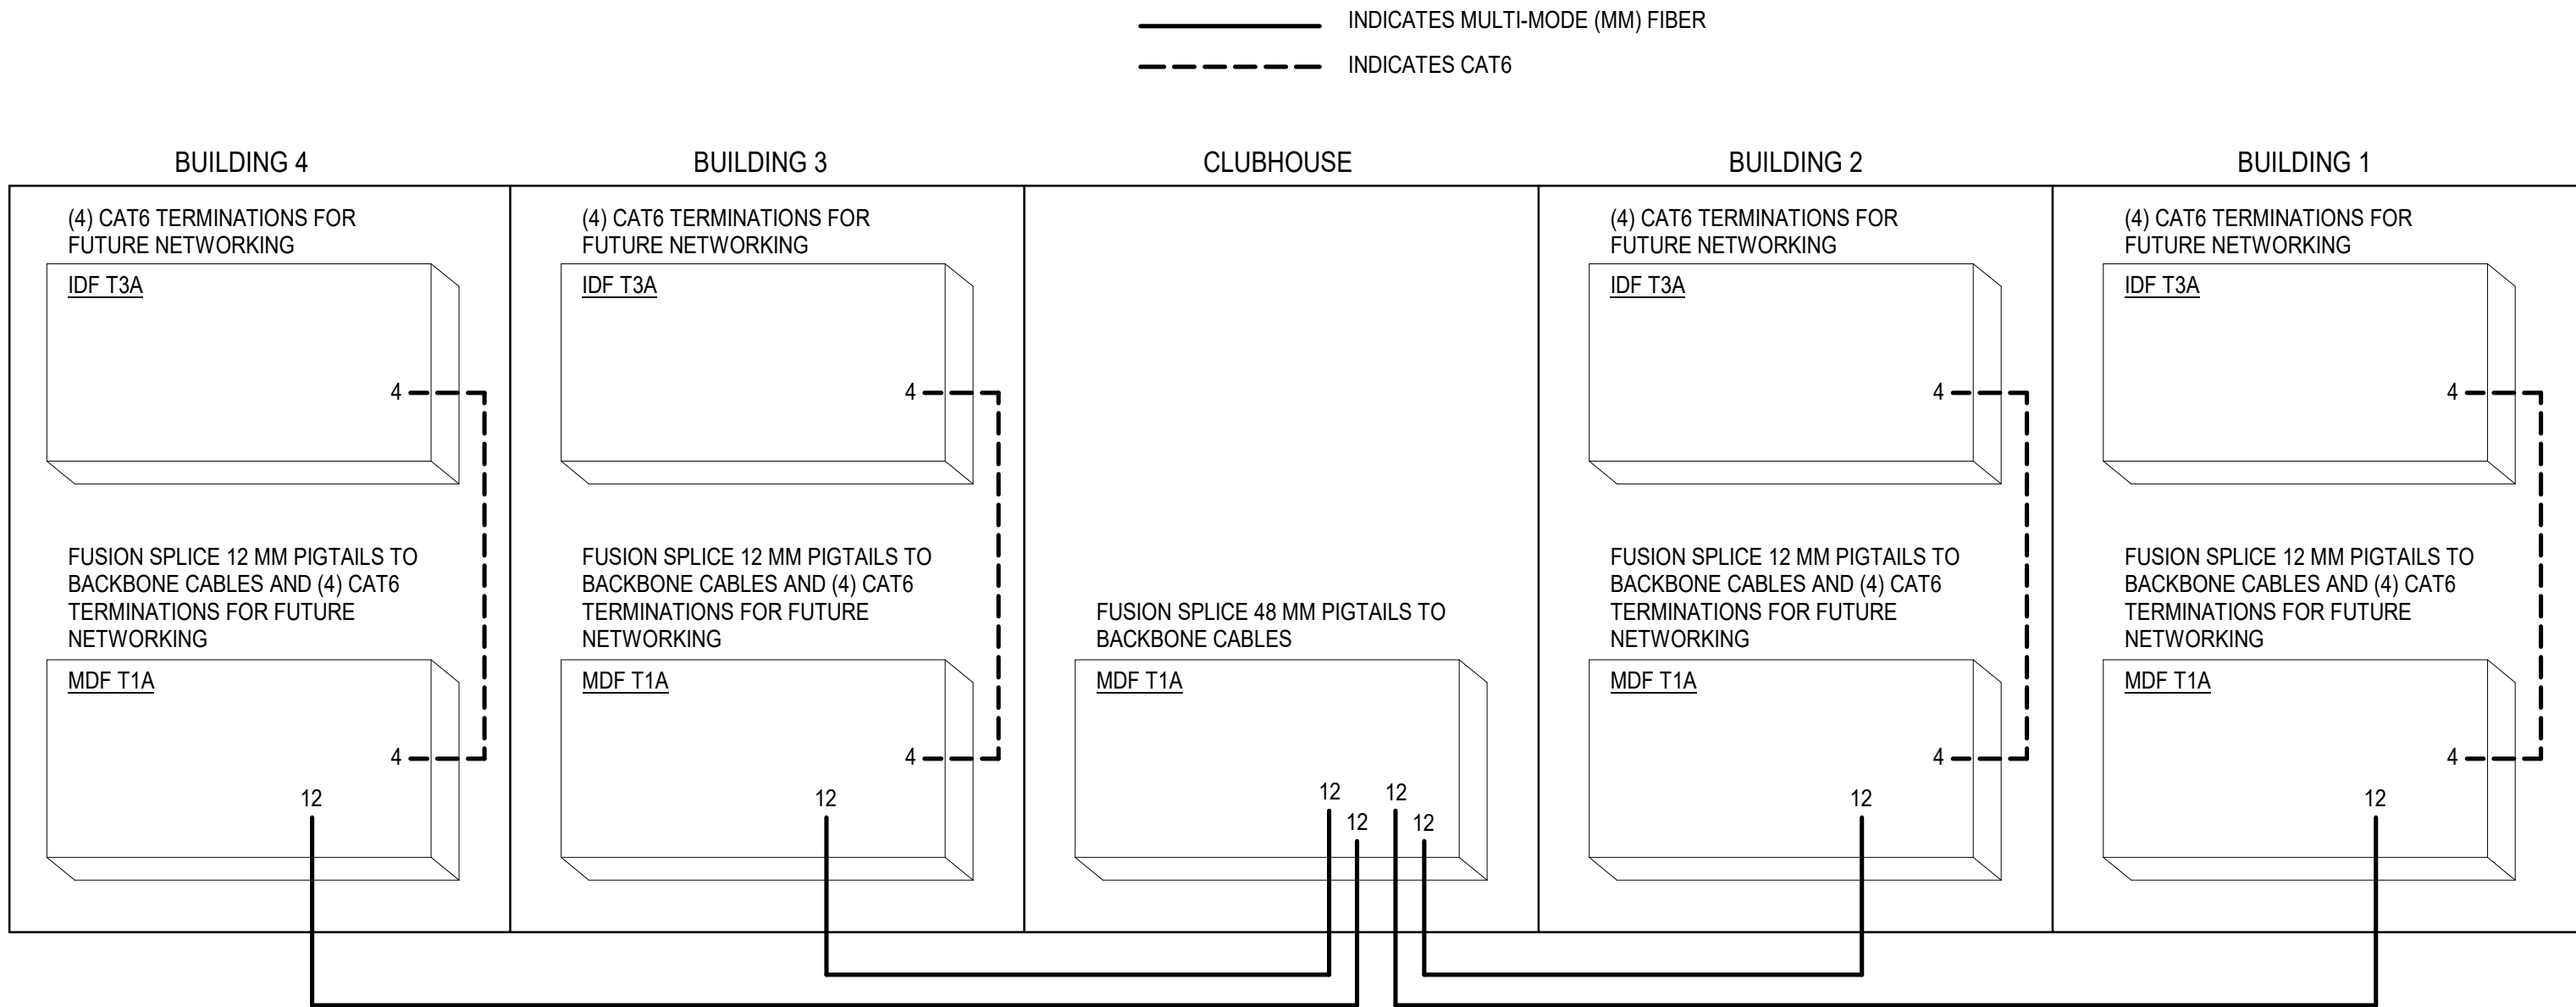 INDICATES MULTI-MODE (MM) FIBER
INDICATES CAT6
BUILDING 4
BUILDING 3
CLUBHOUSE
BUILDING 2
BUILDING 1
(4) CAT6 TERMINATIONS FOR
FUTURE NETWORKING
IDF T3A
4
FUSION SPLICE 12 MM PIGTAILS TO
BACKBONE CABLES AND (4) CAT6
TERMINATIONS FOR FUTURE
NETWORKING
MDF T1A
4
12
(4) CAT6 TERMINATIONS FOR
FUTURE NETWORKING
IDF T3A
4
FUSION SPLICE 12 MM PIGTAILS TO
BACKBONE CABLES AND (4) CAT6
TERMINATIONS FOR FUTURE
NETWORKING
MDF T1A
4
12
FUSION SPLICE 48 MM PIGTAILS TO
BACKBONE CABLES
MDF T1A
12
12
12
12
(4) CAT6 TERMINATIONS FOR
FUTURE NETWORKING
IDF T3A
4
FUSION SPLICE 12 MM PIGTAILS TO
BACKBONE CABLES AND (4) CAT6
TERMINATIONS FOR FUTURE
NETWORKING
MDF T1A
4
12
(4) CAT6 TERMINATIONS FOR
FUTURE NETWORKING
IDF T3A
4
FUSION SPLICE 12 MM PIGTAILS TO
BACKBONE CABLES AND (4) CAT6
TERMINATIONS FOR FUTURE
NETWORKING
MDF T1A
4
12